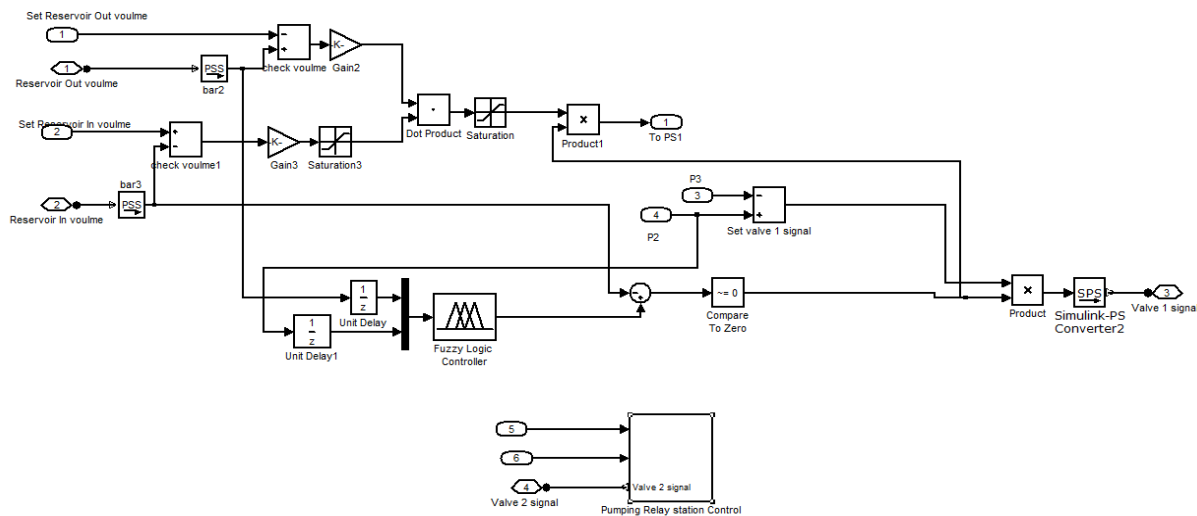 Set Reservoir Out voulme
1
-
+
check voulme
-K-
Gain2
1
Reservoir Out voulme
PSS
bar2
Set Reservoir In voulme
2
+
-
check voulme1
-K-
Gain3
Saturation3
.
Dot Product
Saturation
×
Product1
1
To PS1
bar3
PSS
2
Reservoir In voulme
P3
3
4
P2
-
+
Set valve 1 signal
1
z
Unit Delay
1
z
Unit Delay1
Fuzzy Logic
Controller
-
+
~= 0
Compare
To Zero
×
Product
SPS
Simulink-PS
Converter2
3
Valve 1 signal
5
6
4
Valve 2 signal
Valve 2 signal
Pumping Relay station Control